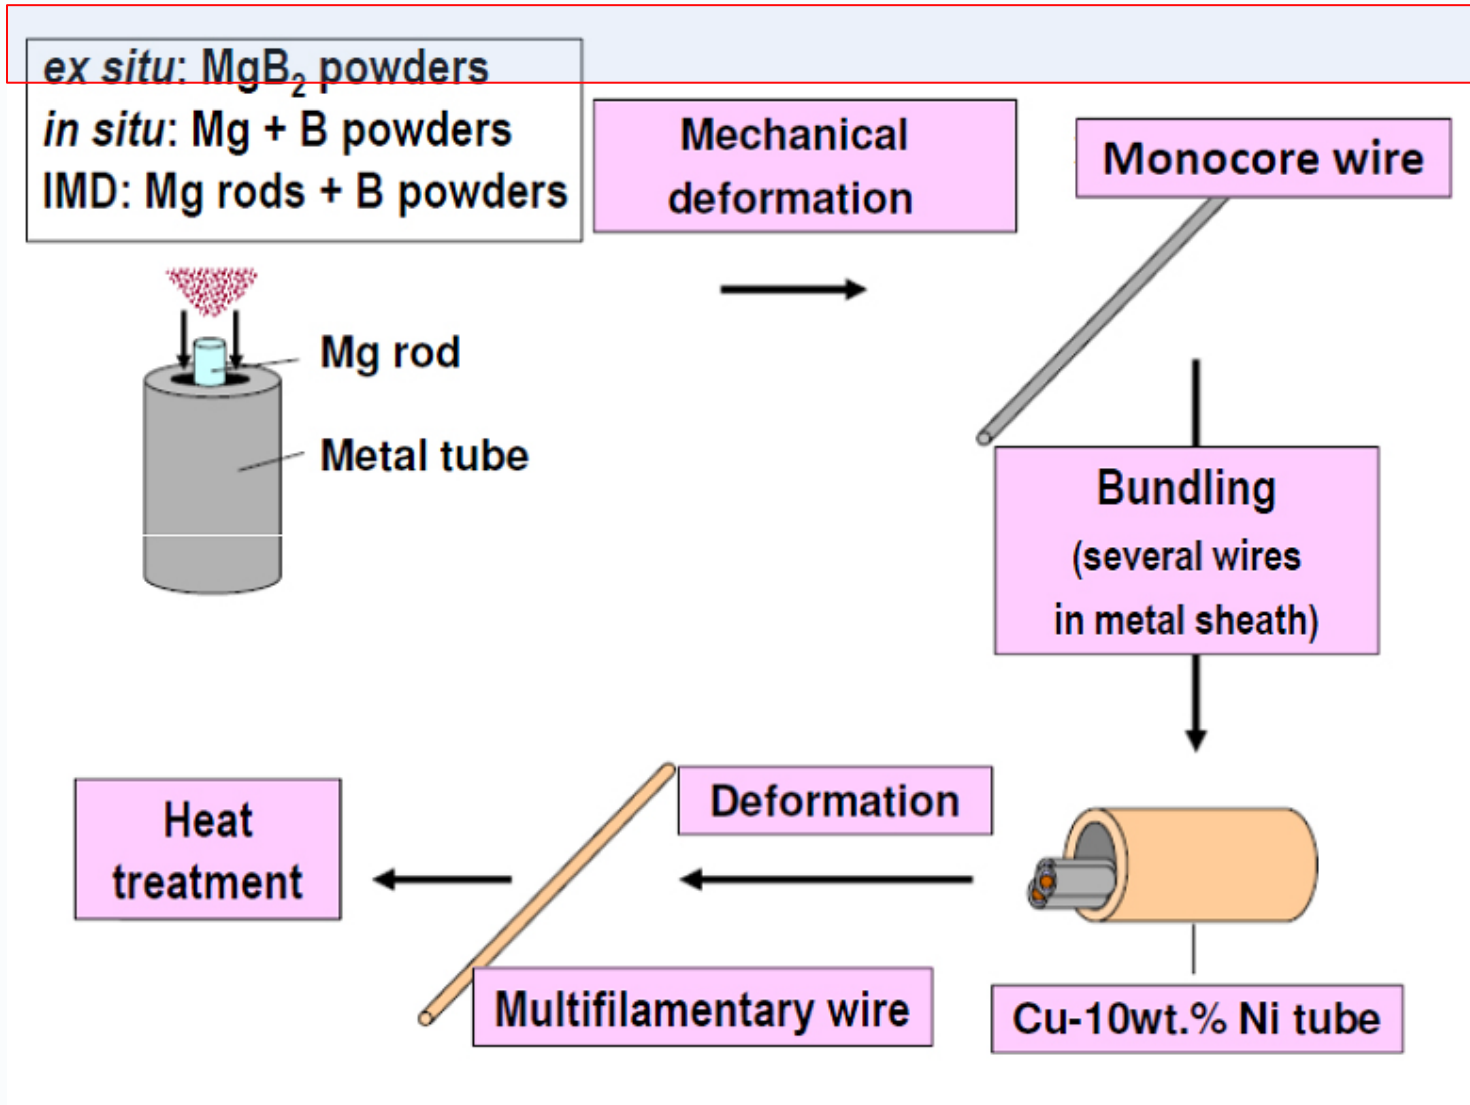 ex situ: MgB₂ powders
in situ: Mg + B powders
IMD: Mg rods + B powders
Mechanical
deformation
Monocore wire
Mg rod
Metal tube
Bundling
(several wires
in metal sheath)
Deformation
Heat
treatment
Multifilamentary wire
Cu-10wt.% Ni tube